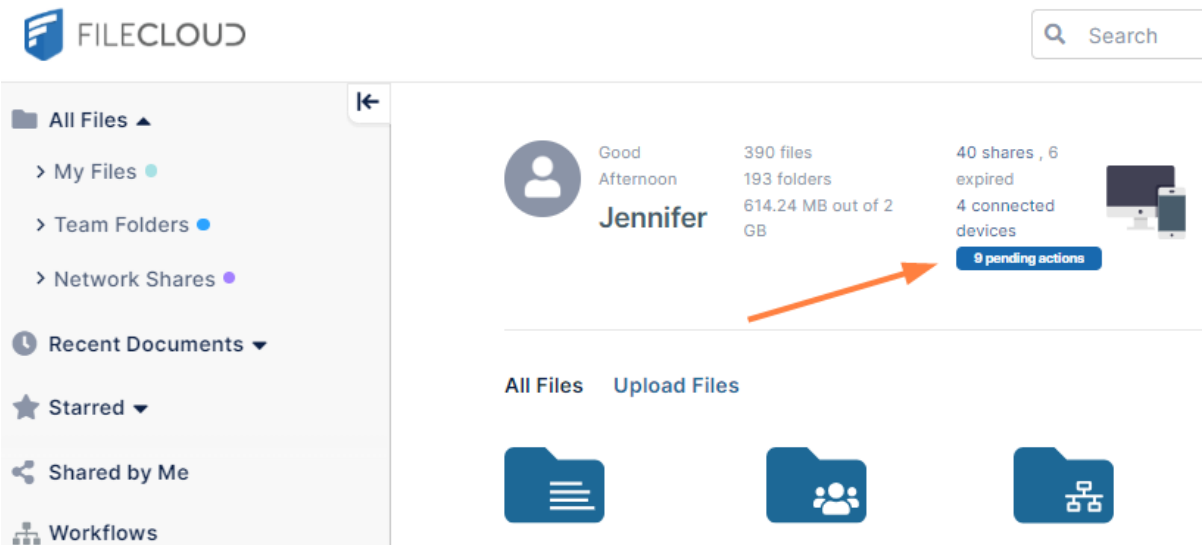 FILECLOUD
Search
All Files
My Files
Team Folders
Network Shares
Recent Documents
Starred
Shared by Me
Workflows
Good
Afternoon
Jennifer
390 files
193 folders
614.24 MB out of 2
GB
40 shares , 6
expired
4 connected
devices
9 pending actions
All Files Upload Files